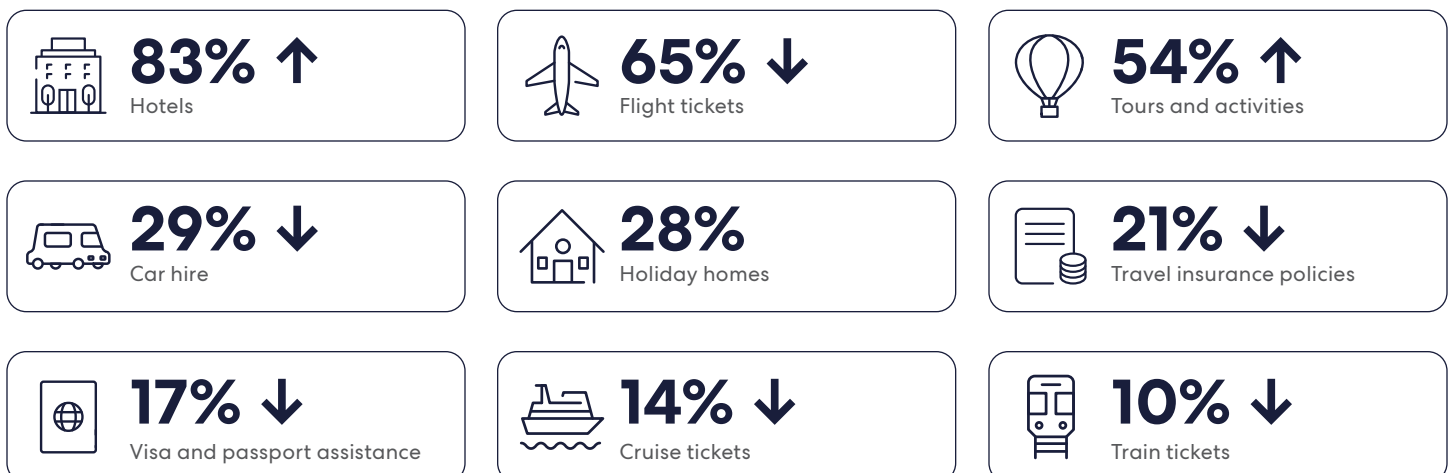 83% ↑
Hotels
65% ↓
Flight tickets
54% ↑
Tours and activities
29% ↓
Car hire
28%
Holiday homes
21% ↓
Travel insurance policies
17% ↓
Visa and passport assistance
14% ↓
Cruise tickets
10% ↓
Train tickets